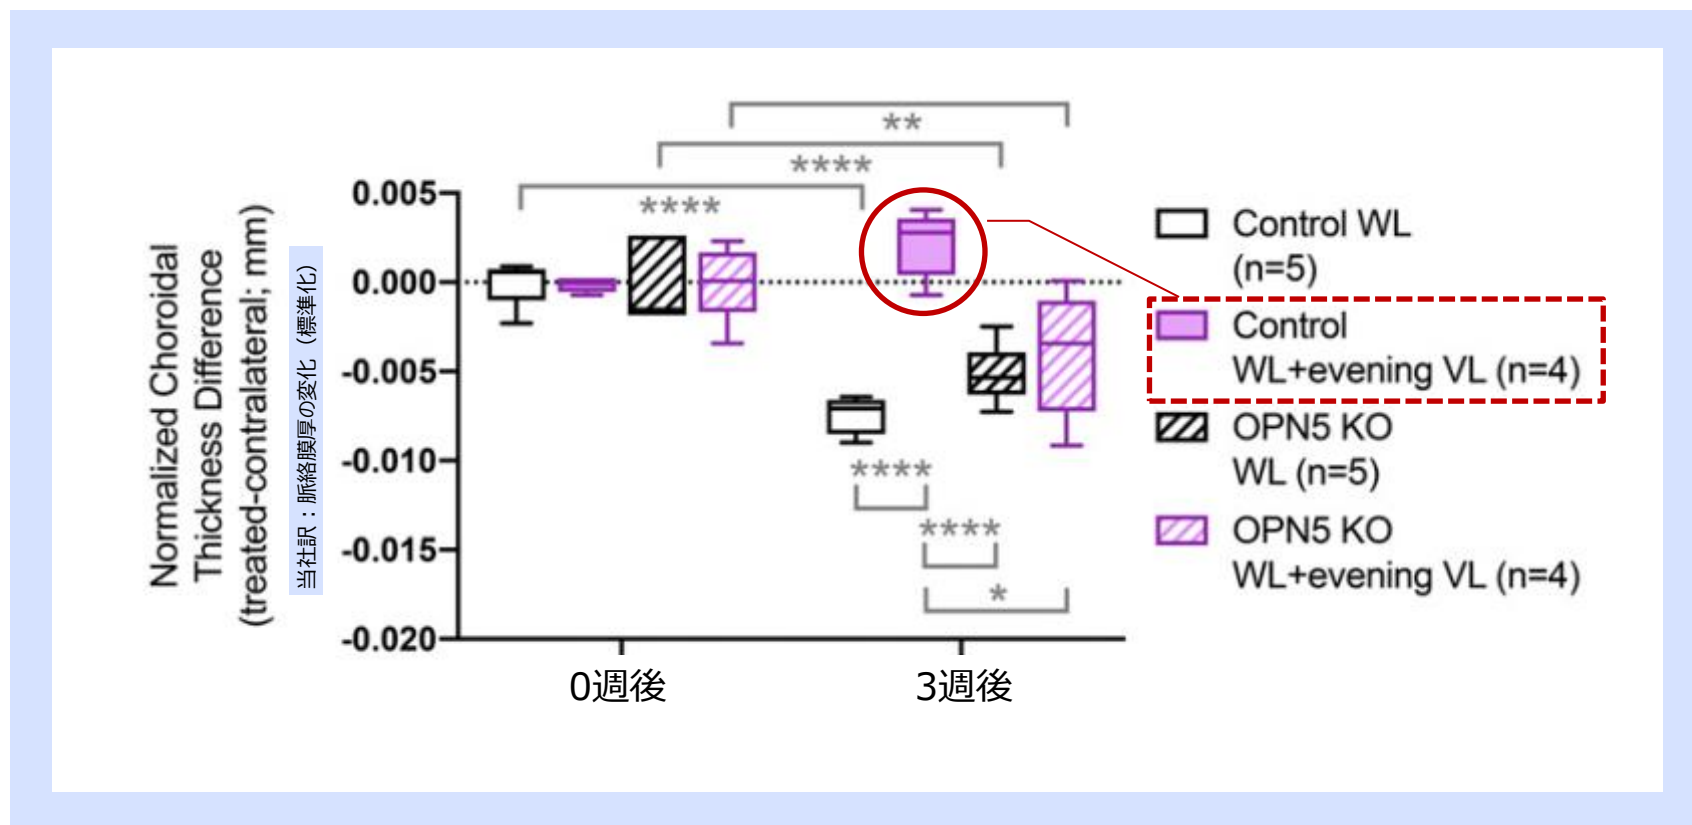 **
****
****
0.005
0.000
-0.005
-0.010
-0.015
-0.020
Normalized Choroidal
Thickness Difference
(treated-contralateral; mm)
当社訳：脈絡膜厚の変化（標準化）
****
****
*
0週後
3週後
Control WL
(n=5)
Control
WL+evening VL (n=4)
OPN5 KO
WL (n=5)
OPN5 KO
WL+evening VL (n=4)